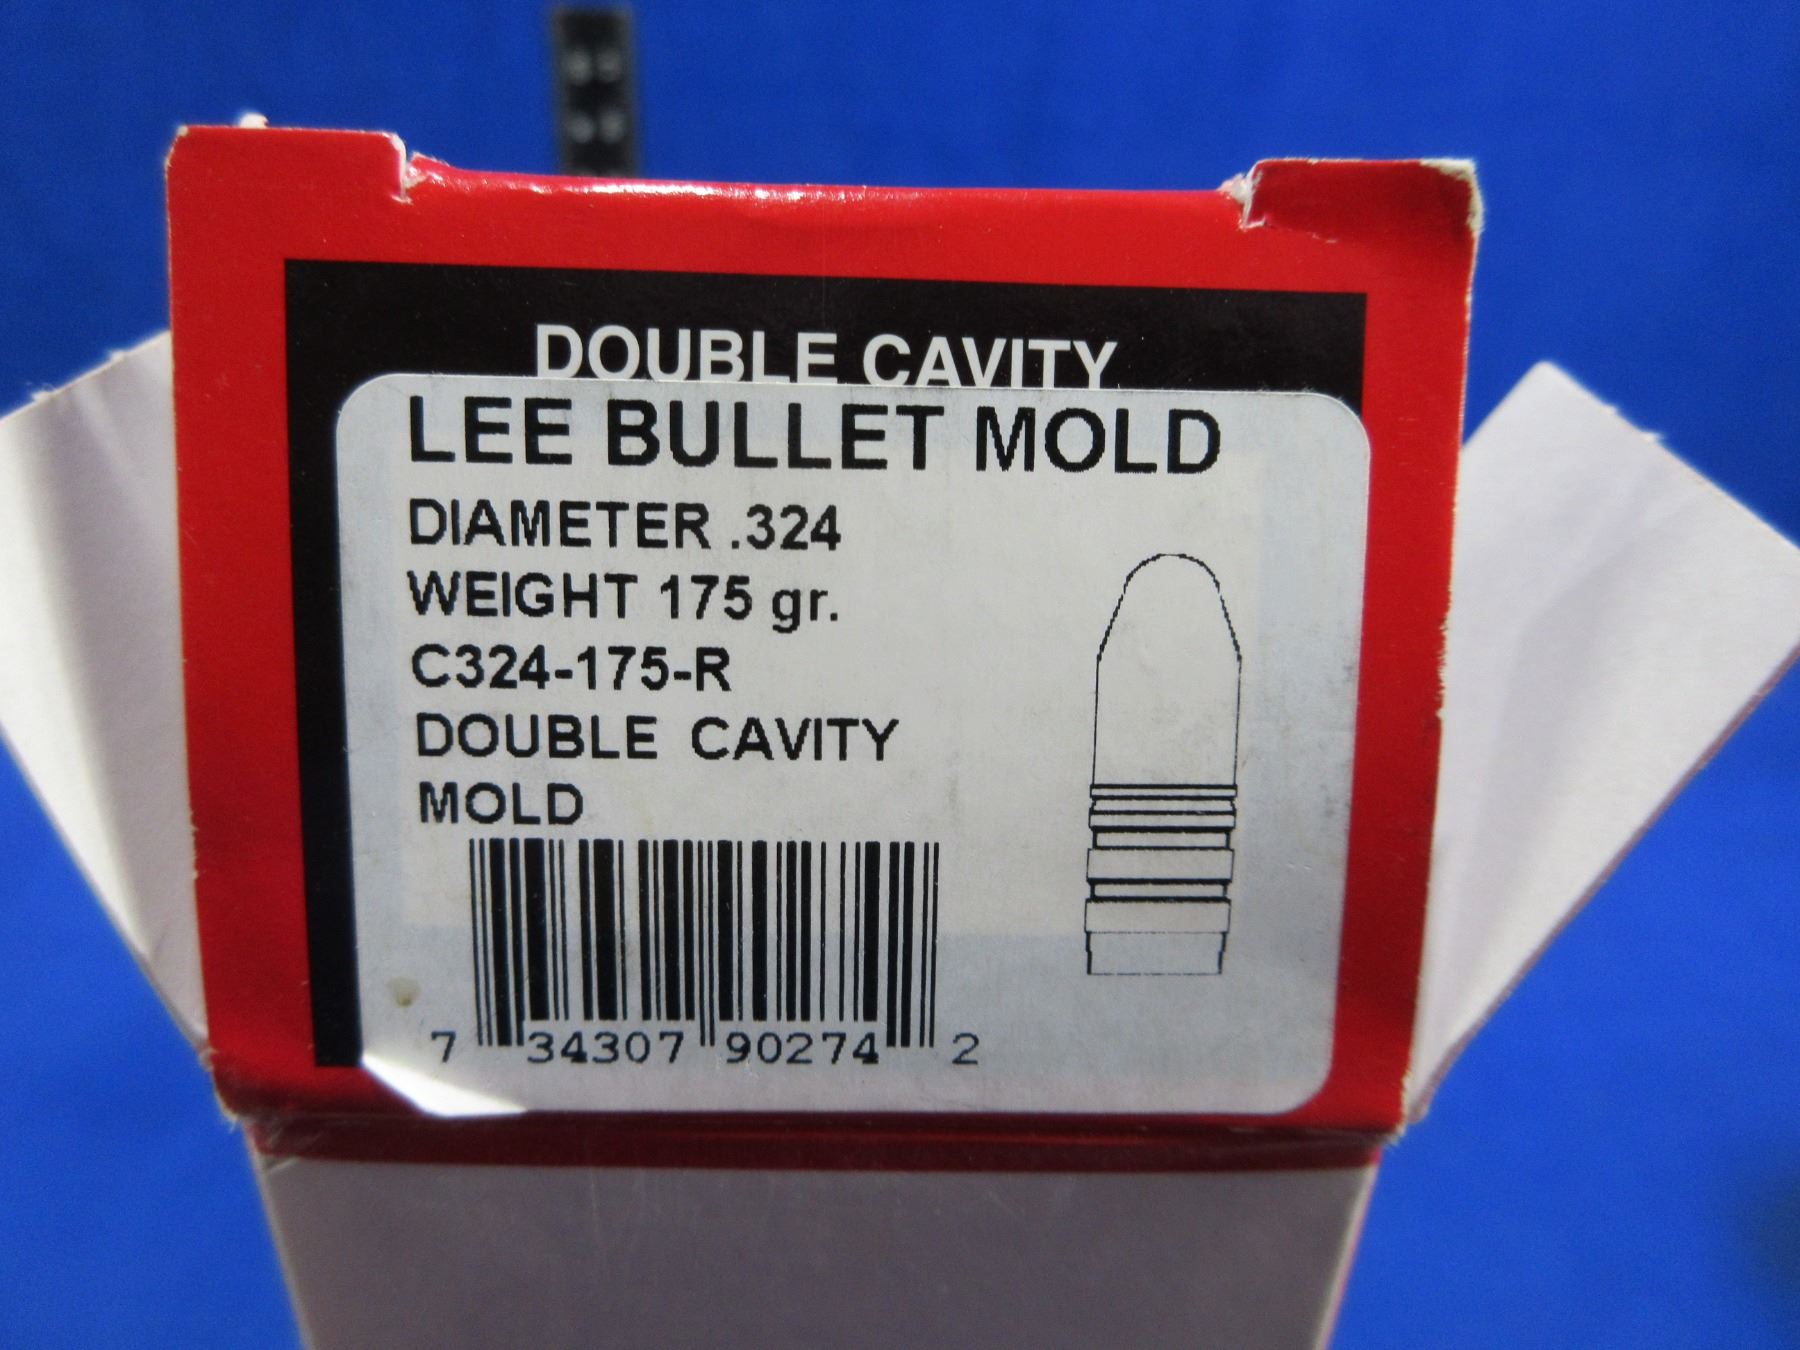 DOUBLE CAVITY
LEE BULLET MOLD
DIAMETER .324
WEIGHT 175 gr.
C324-175-R
DOUBLE CAVITY
MOLD
7 34307 90274 2